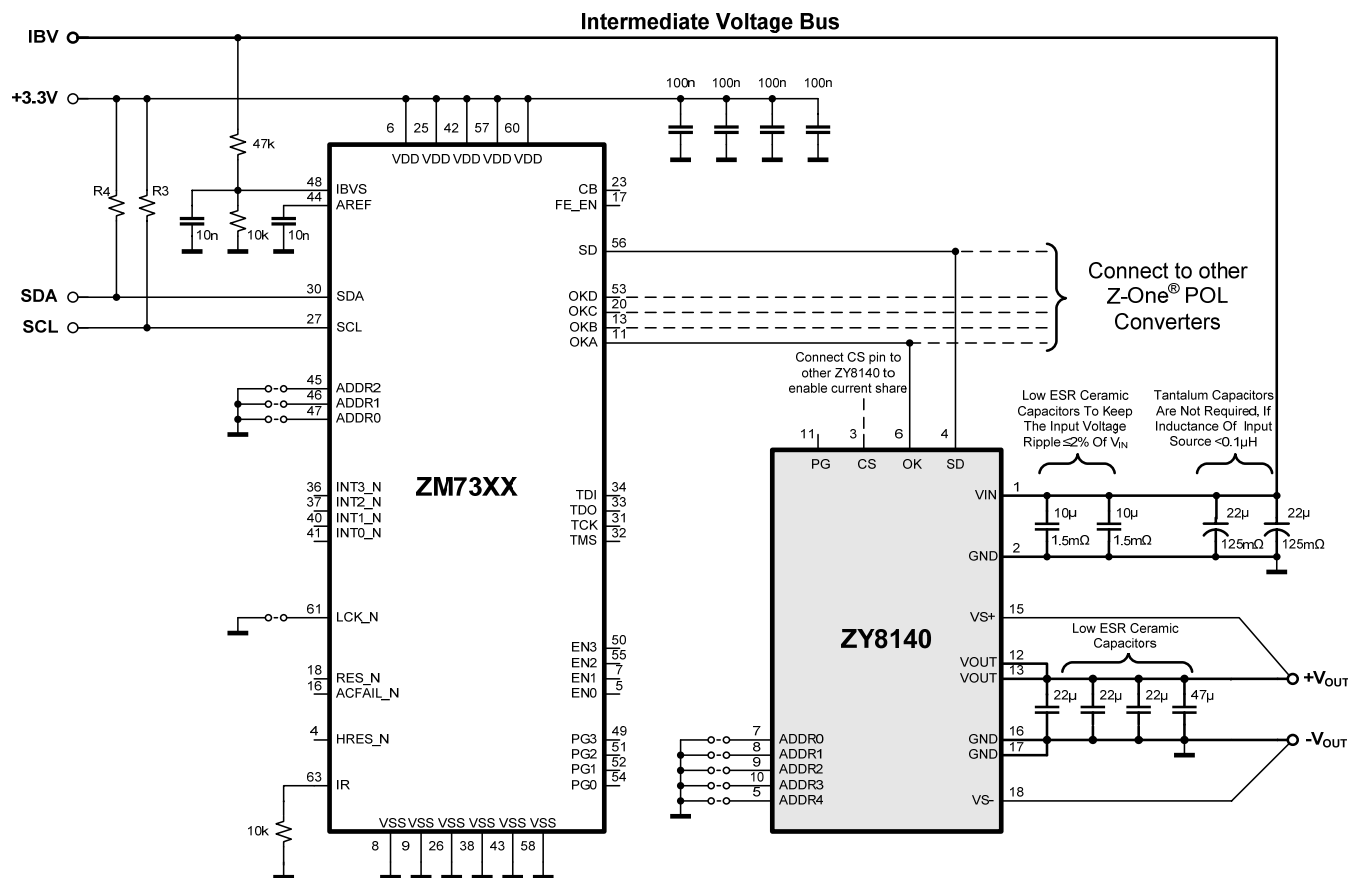 Intermediate Voltage Bus
IBV
+3.3V
100n 100n 100n 100n
6 25 42 57 60
VDD VDD VDD VDD VDD
47k
R4
R3
10n
10k
10n
48 IBVS
44 AREF
CB 23
FE_EN 17
SD 56
SDA
30 SDA
SCL
27 SCL
OKD 53
OKC 20
OKB 13
OKA 11
Connect to other
Z-One® POL
Converters
45 ADDR2
46 ADDR1
47 ADDR0
Connect CS pin to
other ZY8140 to
enable current share
Low ESR Ceramic
Capacitors To Keep
The Input Voltage
Ripple ≤2% Of VIN
Tantalum Capacitors
Are Not Required, If
Inductance Of Input
Source <0.1µH
11 3 6 4
PG CS OK SD
ZM73XX
36 INT3_N
37 INT2_N
40 INT1_N
41 INT0_N
TDI 34
TDO 33
TCK 31
TMS 32
VIN 1
10µ
1.5mΩ
10µ
1.5mΩ
22µ
125mΩ
22µ
125mΩ
GND 2
61 LCK_N
18 RES_N
16 ACFAIL_N
4 HRES_N
63 IR
10k
EN3 50
EN2 55
EN1 7
EN0 5
PG3 49
PG2 51
PG1 52
PG0 54
VSS VSS VSS VSS VSS VSS
8 9 26 38 43 58
ZY8140
VS+ 15
Low ESR Ceramic
Capacitors
VOUT 12
VOUT 13
22µ 22µ 22µ 47µ
+VOUT
GND 16
GND 17
-VOUT
VS- 18
7 ADDR0
8 ADDR1
9 ADDR2
10 ADDR3
5 ADDR4